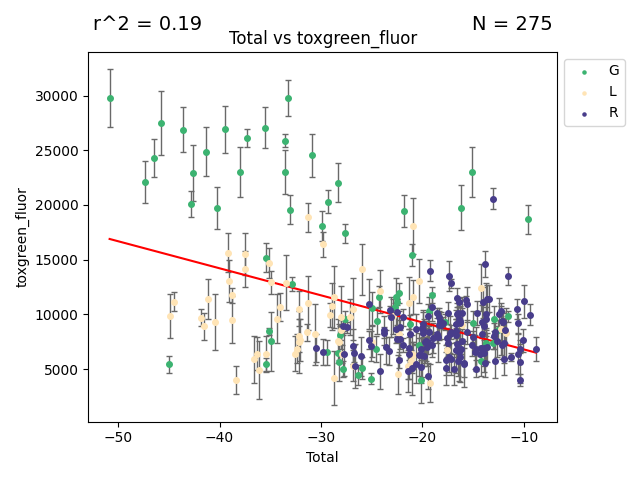 r^2 = 0.19
N = 275
Total vs toxgreen_fluor
G
L
R
30000
25000
20000
15000
10000
5000
toxgreen_fluor
−50
−40
−30
−20
−10
Total